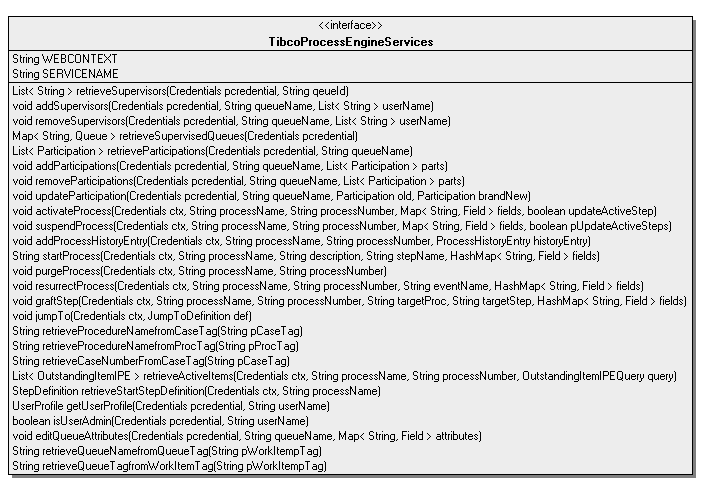 <<interface>>
TibcoProcessEngineServices
String WEBCONTEXT
String SERVICENAME
List< String > retrieveSupervisors(Credentials pcredential, String qeueId)
void addSupervisors(Credentials pcredential, String queueName, List< String > userName)
void removeSupervisors(Credentials pcredential, String queueName, List< String > userName)
Map< String, Queue > retrieveSupervisedQueues(Credentials pcredential)
List< Participation > retrieveParticipations(Credentials pcredential, String queueName)
void addParticipations(Credentials pcredential, String queueName, List< Participation > parts)
void removeParticipations(Credentials pcredential, String queueName, List< Participation > parts)
void updateParticipation(Credentials pcredential, String queueName, Participation old, Participation brandNew)
void activateProcess(Credentials ctx, String processName, String processNumber, Map< String, Field > fields, boolean updateActiveStep)
void suspendProcess(Credentials ctx, String processName, String processNumber, Map< String, Field > fields, boolean pUpdateActiveSteps)
void addProcessHistoryEntry(Credentials ctx, String processName, String processNumber, ProcessHistoryEntry historyEntry)
String startProcess(Credentials ctx, String processName, String description, String stepName, HashMap< String, Field > fields)
void purgeProcess(Credentials ctx, String processName, String processNumber)
void resurrectProcess(Credentials ctx, String processName, String processNumber, String eventName, HashMap< String, Field > fields)
void graftStep(Credentials ctx, String processName, String processNumber, String targetProc, String targetStep, HashMap< String, Field > fields)
void jumpTo(Credentials ctx, JumpToDefinition def)
String retrieveProcedureNamefromCaseTag(String pCaseTag)
String retrieveProcedureNamefromProcTag(String pProcTag)
String retrieveCaseNumberFromCaseTag(String pCaseTag)
List< OutstandingItemIPE > retrieveActiveItems(Credentials ctx, String processName, String processNumber, OutstandingItemIPEQuery query)
StepDefinition retrieveStartStepDefinition(Credentials ctx, String processName)
UserProfile getUserProfile(Credentials pcredential, String userName)
boolean isUserAdmin(Credentials pcredential, String userName)
void editQueueAttributes(Credentials pcredential, String queueName, Map< String, Field > attributes)
String retrieveQueueNamefromQueueTag(String pWorkItempTag)
String retrieveQueueTagfromWorkItemTag(String pWorkItempTag)